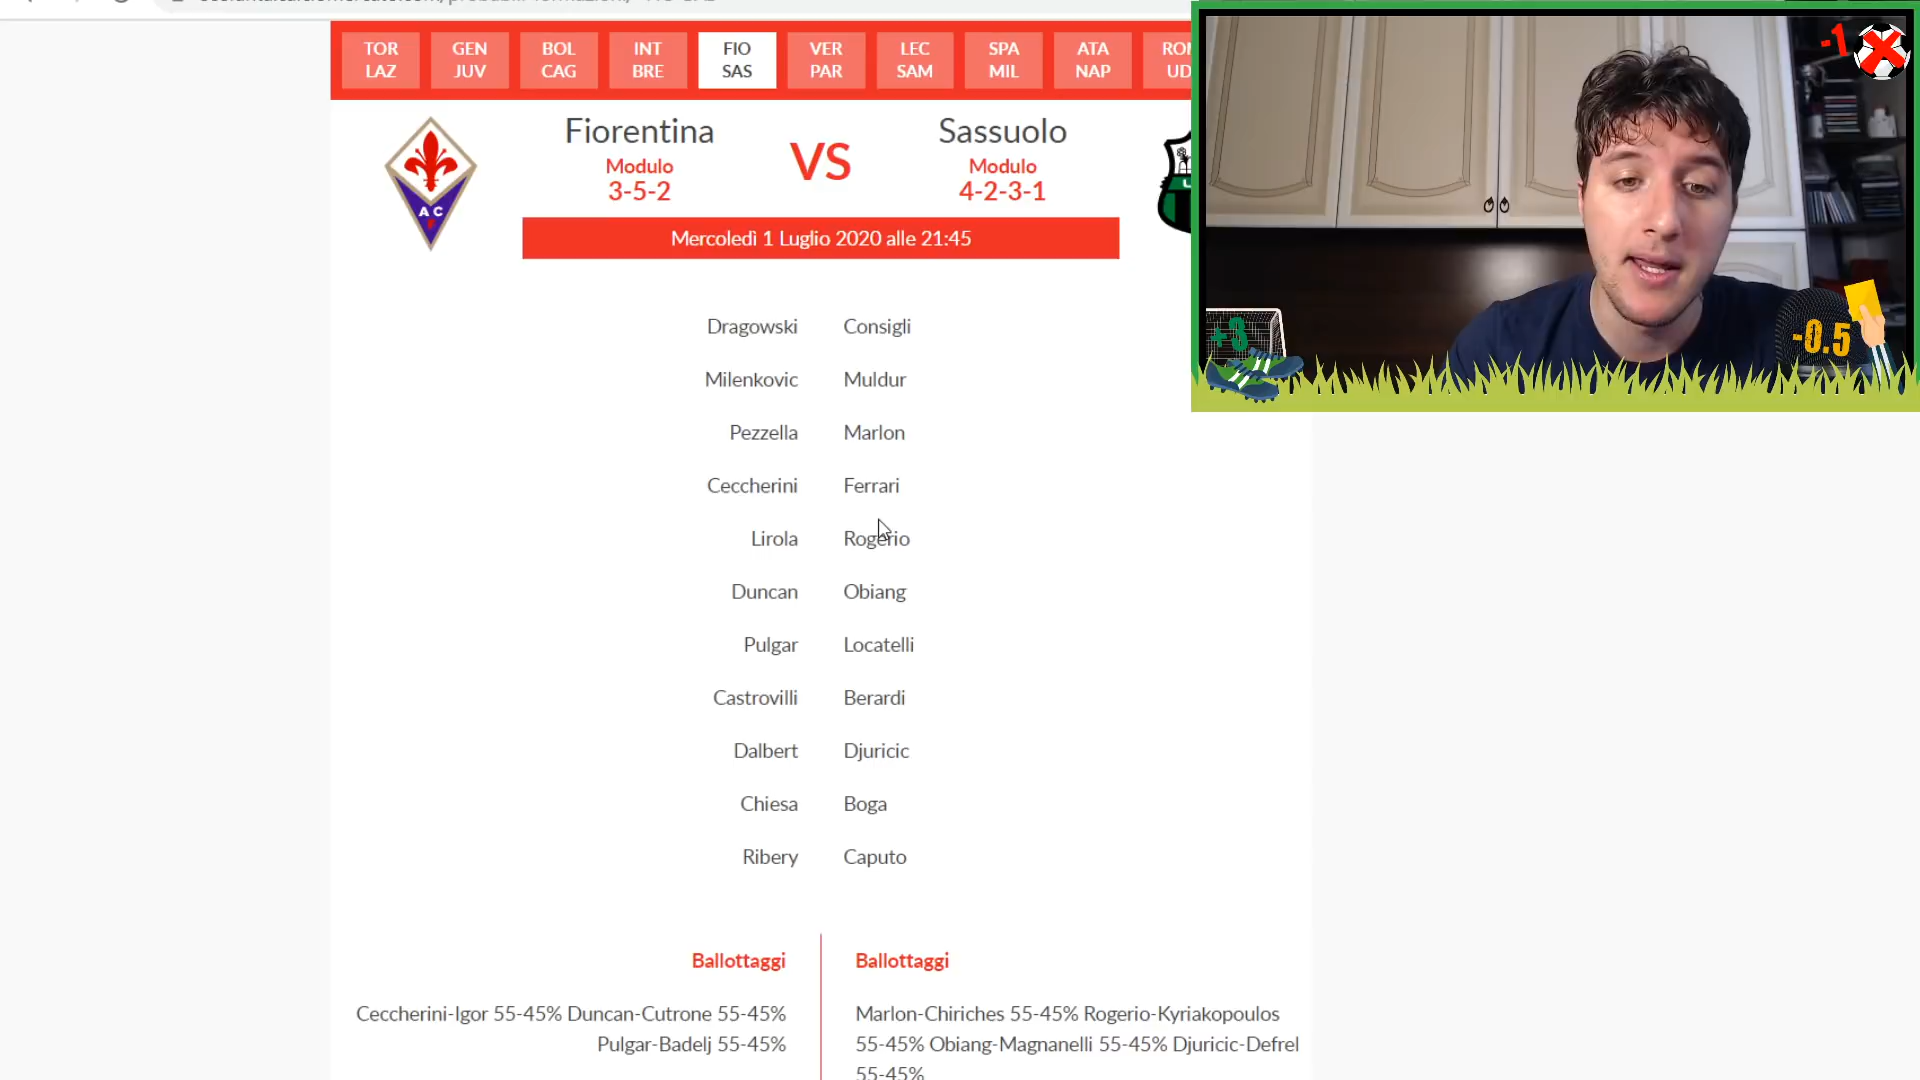 TOR LAZ
GEN JUV
BOL CAG
INT BRE
FIO SAS
VER PAR
LEC SAM
SPA MIL
ATA NAP
-1
Fiorentina
Modulo
3-5-2
VS
Sassuolo
Modulo
4-2-3-1
A C
Mercoledì 1 Luglio 2020 alle 21:45
+3
-0.5
Dragowski Consigli
Milenkovic Muldur
Pezzella Marlon
Ceccherini Ferrari
Lirola Rogerio
Duncan Obiang
Pulgar Locatelli
Castrovilli Berardi
Dalbert Djuricic
Chiesa Boga
Ribery Caputo
Ballottaggi
Ceccherini-Igor 55-45% Duncan-Cutrone 55-45%
Pulgar-Badelj 55-45%
Ballottaggi
Marlon-Chiriches 55-45% Rogerio-Kyriakopoulos
55-45% Obiang-Magnanelli 55-45% Djuricic-Defrel
55-45%